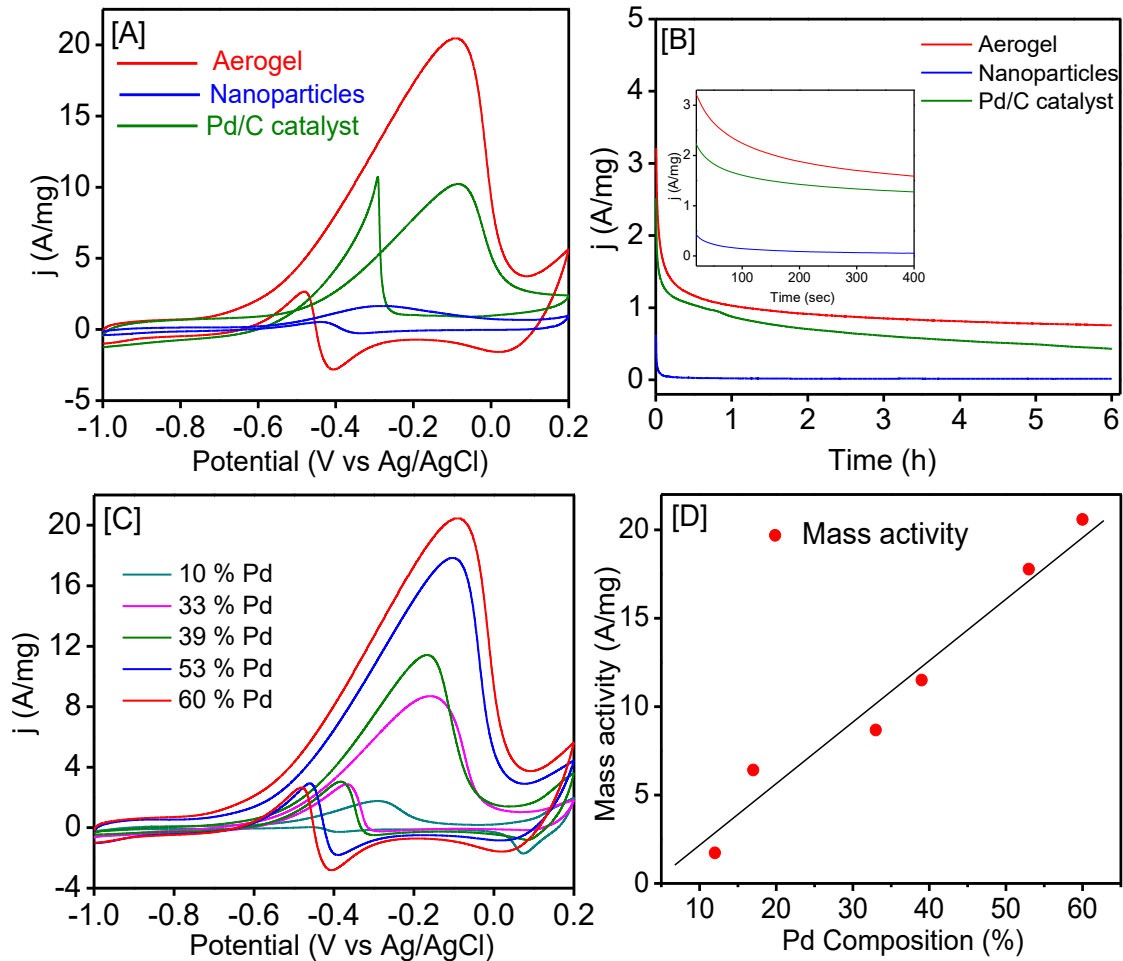 [A]
Aerogel
Nanoparticles
Pd/C catalyst
20
15
10
5
0
-5
j (A/mg)
-1.0 -0.8 -0.6 -0.4 -0.2 0.0 0.2
Potential (V vs Ag/AgCl)
[B]
Aerogel
Nanoparticles
Pd/C catalyst
5
4
3
2
1
0
j (A/mg)
3
2
1
0
j (A/mg)
100 200 300 400
Time (sec)
0 1 2 3 4 5 6
Time (h)
[C]
10 % Pd
33 % Pd
39 % Pd
53 % Pd
60 % Pd
20
16
12
8
4
0
-4
j (A/mg)
-1.0 -0.8 -0.6 -0.4 -0.2 0.0 0.2
Potential (V vs Ag/AgCl)
[D]
Mass activity
20
15
10
5
0
Mass activity (A/mg)
10 20 30 40 50 60
Pd Composition (%)